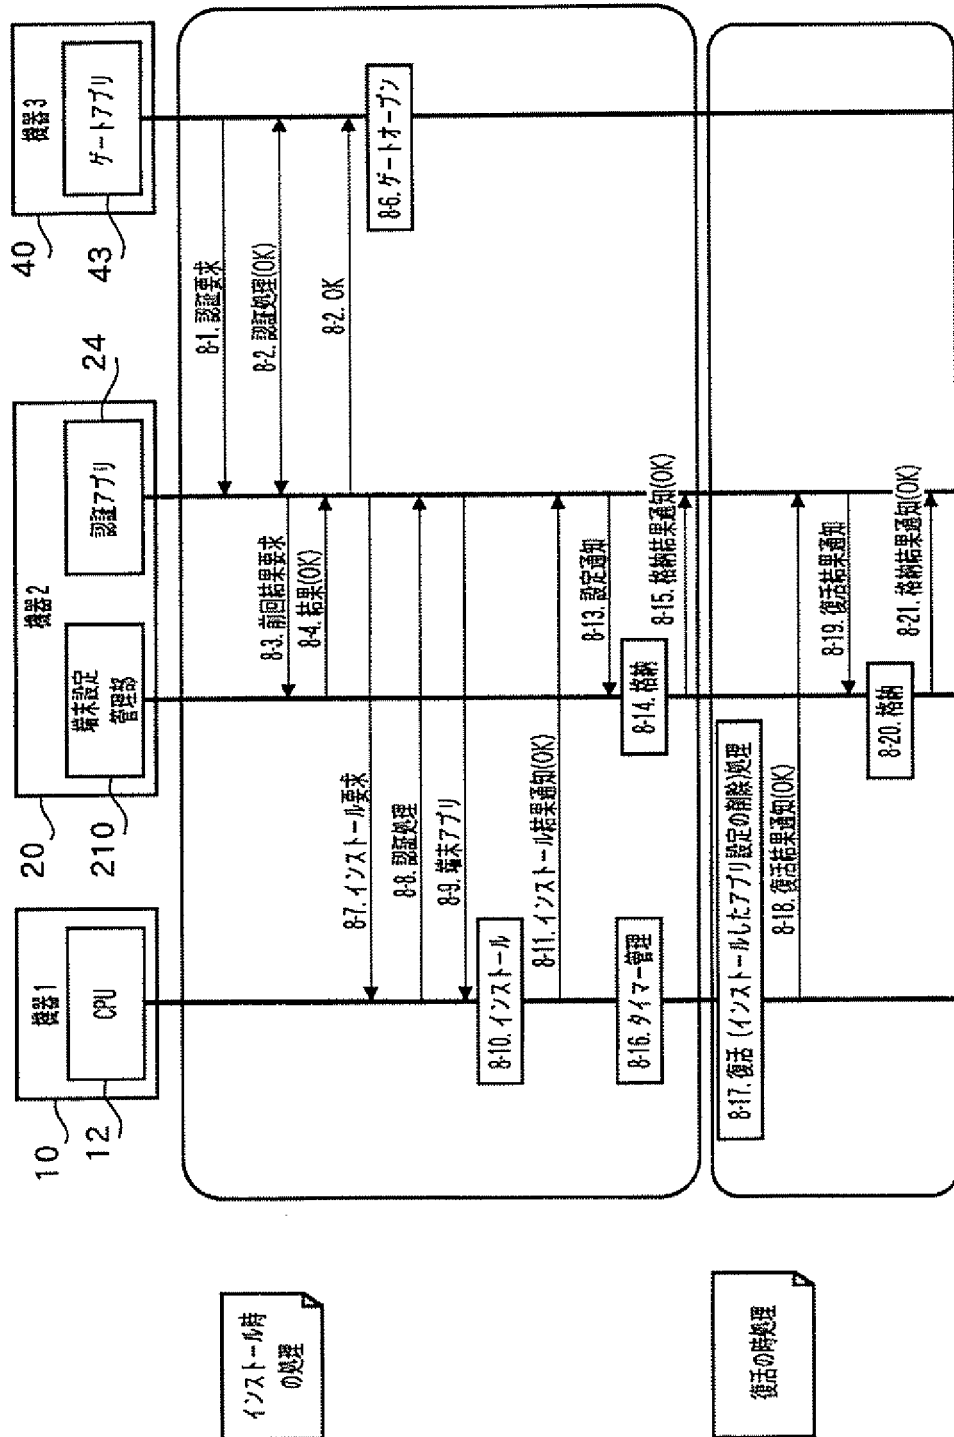 機器1
CPU
10
12
機器2
端末設定
管理部
認証アプリ
20
210
24
機器3
ゲートアプリ
40
43
インストール時
の処理
8-1. 認証要求
8-2. 認証処理(OK)
8-3. 前回結果要求
8-4. 結果(OK)
8-2. OK
8-6. ゲートオープン
8-7. インストール要求
8-8. 認証処理
8-9. 端末アプリ
8-10. インストール
8-11. インストール結果通知(OK)
8-13. 設定通知
8-14. 格納
8-15. 格納結果通知(OK)
8-16. タイマー管理
復活の時処理
8-17. 復活 (インストールしたアプリ設定の削除)処理
8-18. 復活結果通知(OK)
8-19. 復活結果通知
8-20. 格納
8-21. 格納結果通知(OK)